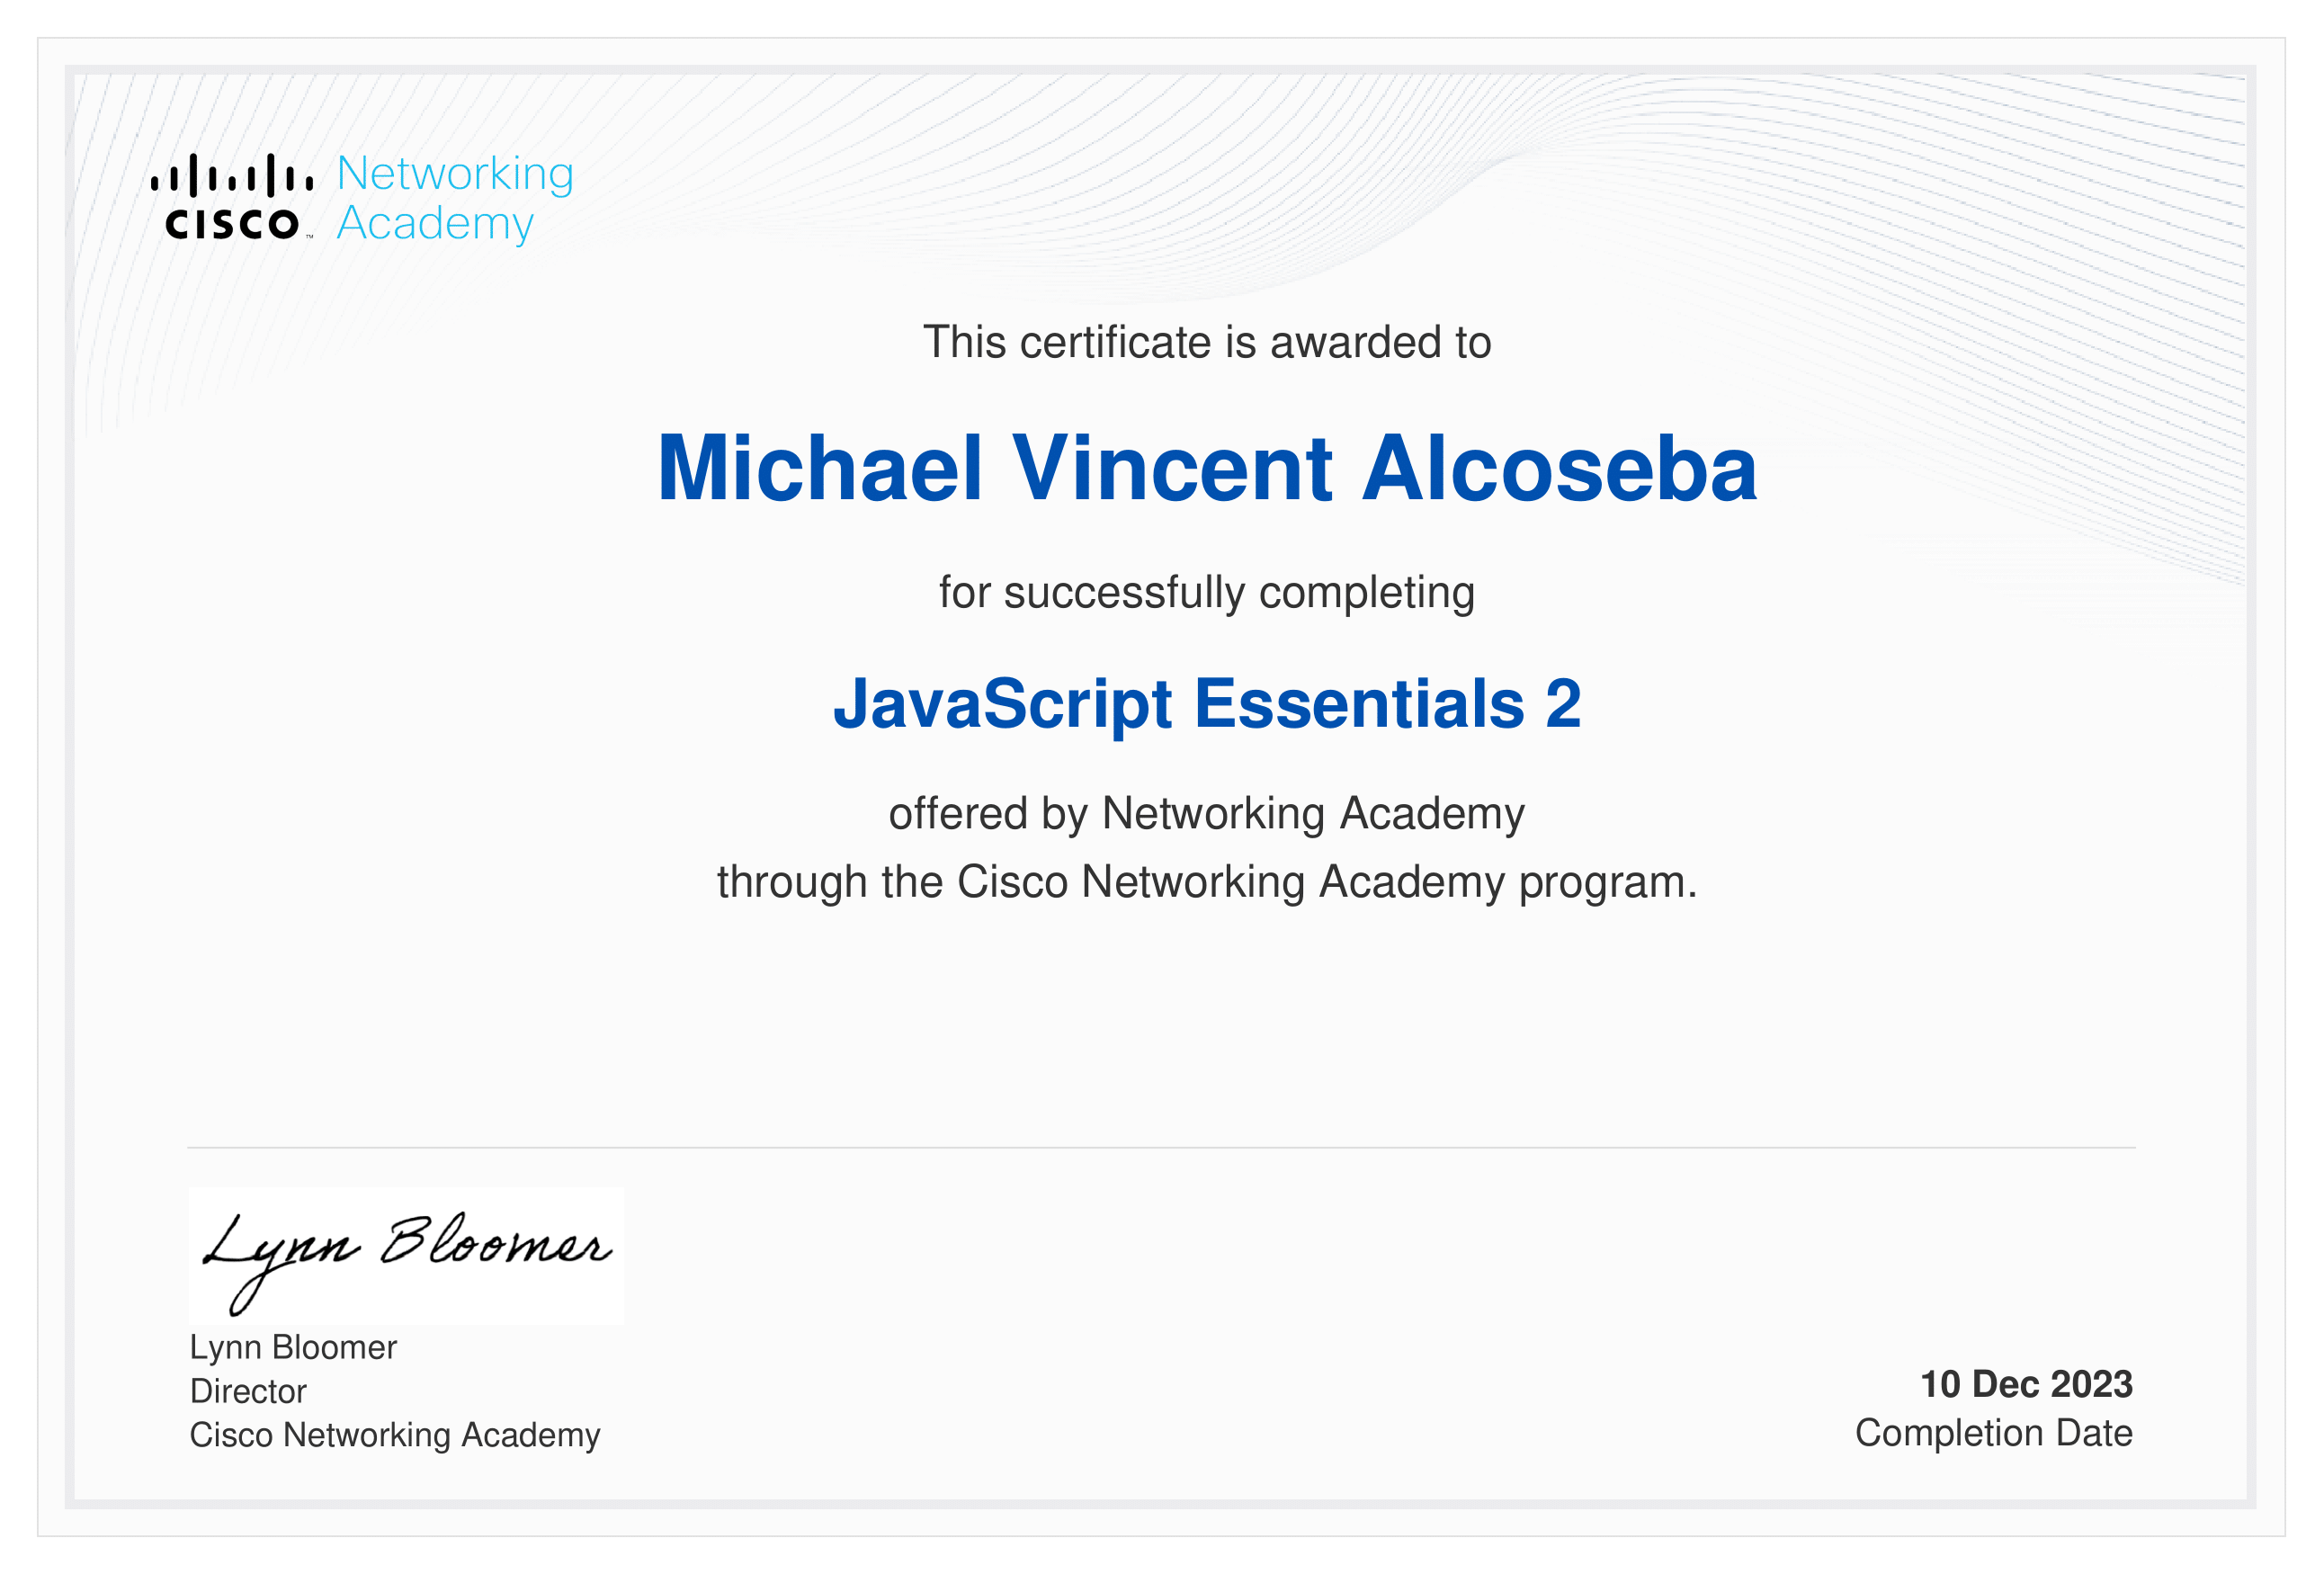 CISCO™
Networking
Academy
This certificate is awarded to
Michael Vincent Alcoseba
for successfully completing
JavaScript Essentials 2
offered by Networking Academy
through the Cisco Networking Academy program.
Lynn Bloomer
Lynn Bloomer
Director
Cisco Networking Academy
10 Dec 2023
Completion Date